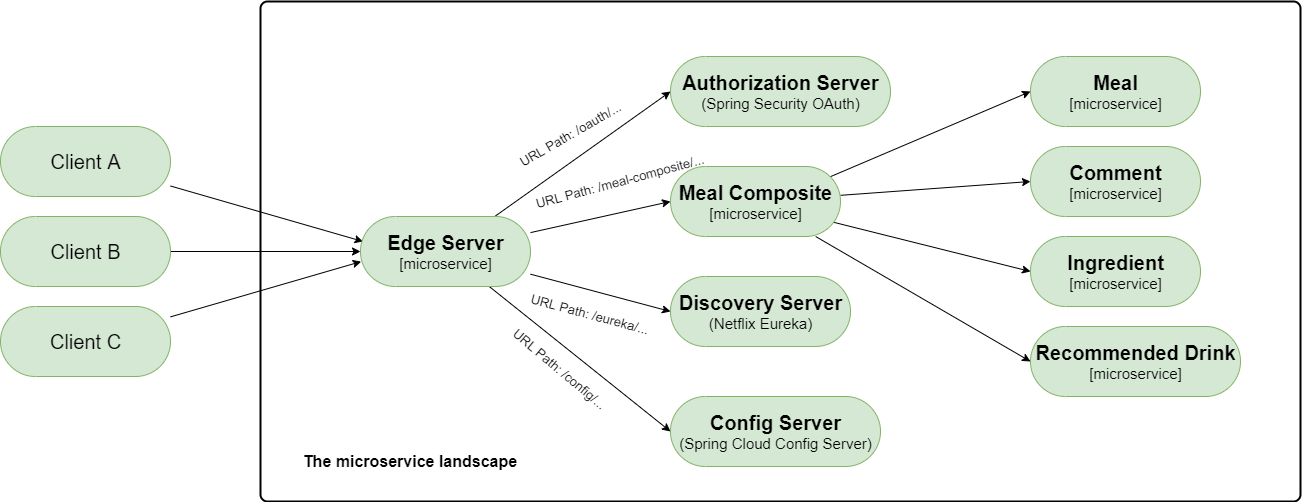 Client A
Client B
Client C
Edge Server
[microservice]
URL Path: /oauth/...
URL Path: /meal-composite/...
URL Path: /eureka/...
URL Path: /config/...
Authorization Server
(Spring Security OAuth)
Meal Composite
[microservice]
Discovery Server
(Netflix Eureka)
Config Server
(Spring Cloud Config Server)
Meal
[microservice]
Comment
[microservice]
Ingredient
[microservice]
Recommended Drink
[microservice]
The microservice landscape